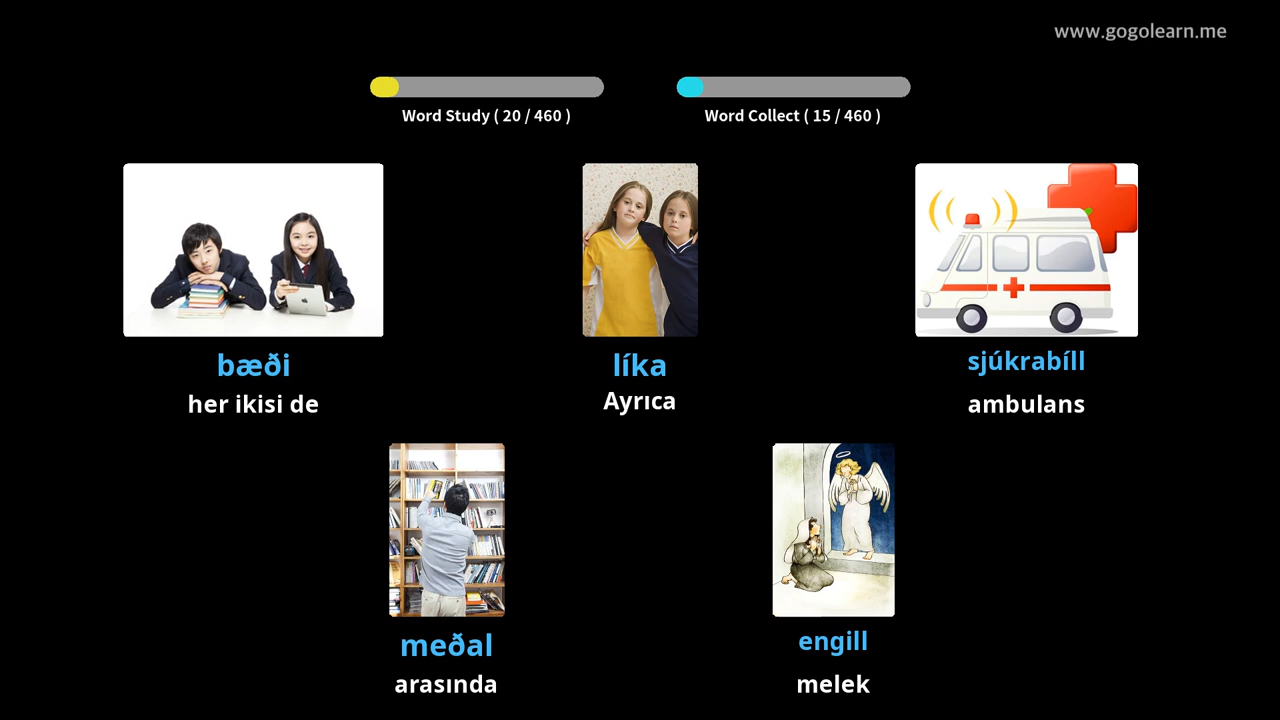 www.gogolearn.me
Word Study ( 20 / 460 )
Word Collect ( 15 / 460 )
bæði
líka
sjúkrabíll
her ikisi de
Ayrıca
ambulans
meðal
engill
arasında
melek